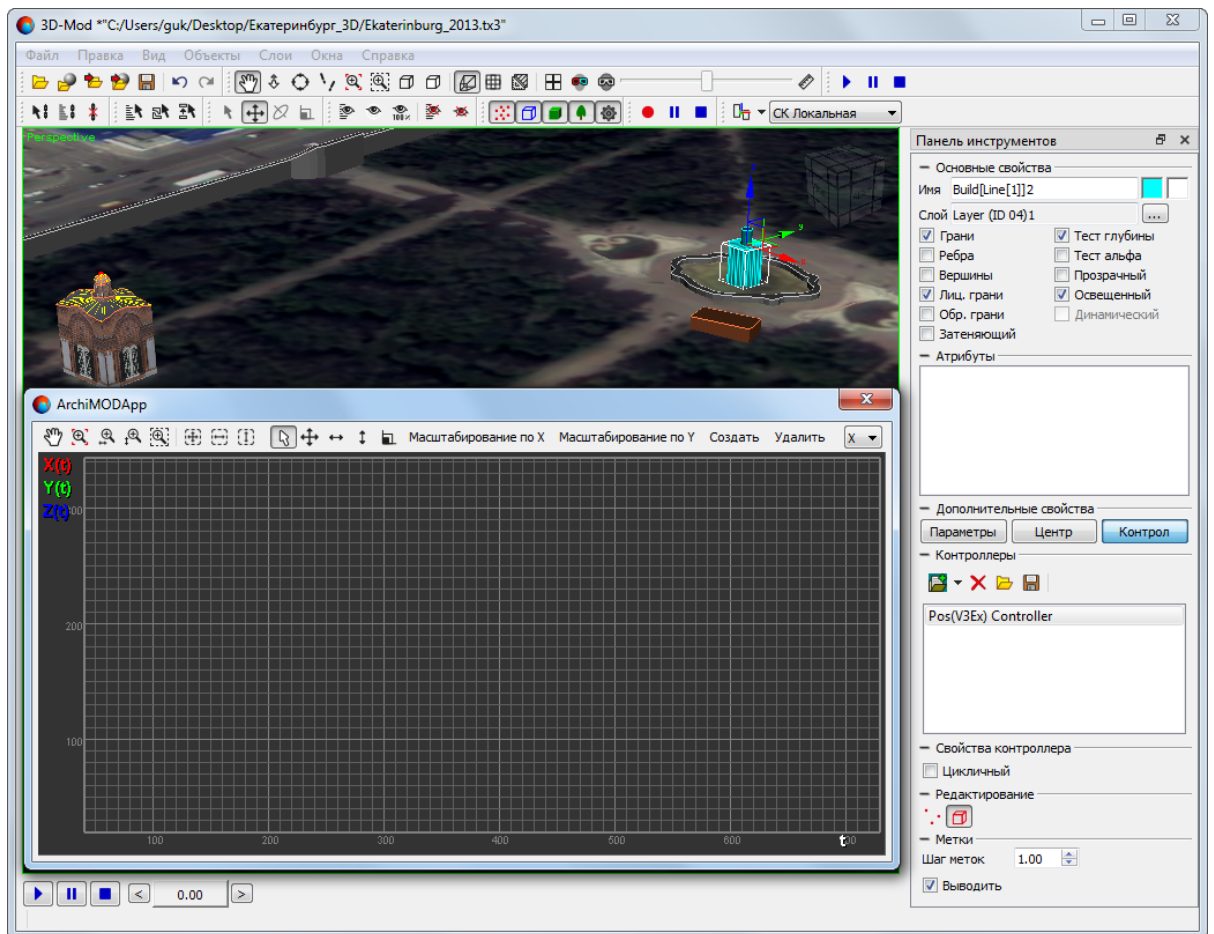 3D-Mod *"C:/Users/guk/Desktop/Екатеринбург_3D/Ekaterinburg_2013.tx3"
Файл Правка Вид Объекты Слои Окна Справка
100%
СК Локальная
Perspective
z
y
x
ArchiMODApp
Масштабирование по X Масштабирование по Y Создать Удалить X
X(t)
Y(t)
Z(t)
200
100
100 200 300 400 500 600 t
0.00
Панель инструментов
Основные свойства
Имя Build[Line[1]]2
Слой Layer (ID 04)1 ...
Грани Тест глубины
Ребра Тест альфа
Вершины Прозрачный
Лиц. грани Освещенный
Обр. грани Динамический
Затеняющий
Атрибуты
Дополнительные свойства
Параметры Центр Контрол
Контроллеры
Pos(V3Ex) Controller
Свойства контроллера
Цикличный
Редактирование
Метки
Шаг меток 1.00
Выводить